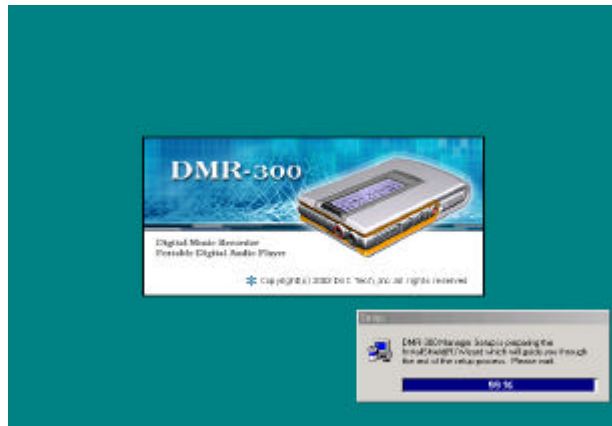 DMR-300
Digital Music Recorder
Portable Digital Audio Player
Copyright(c) 2002 Tech, Inc all rights reserved
Setup
DMR-300 Manager Setup is preparing the
InstallShield(R) Wizard which will guide you through
the rest of the setup process. Please wait.
99 %